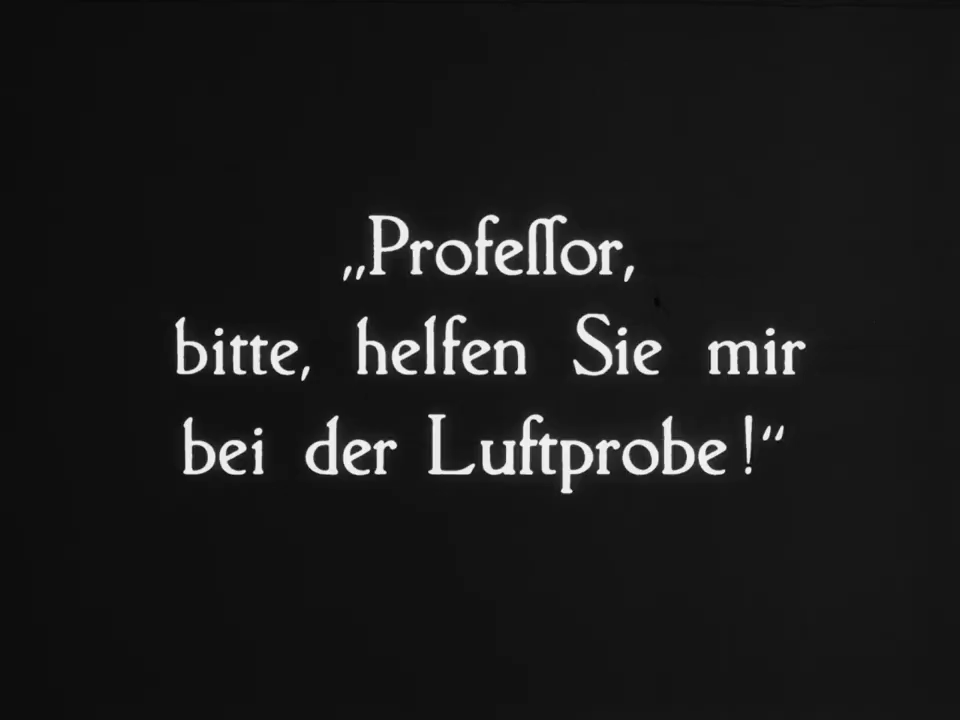 „Profeſſor,
bitte, helfen Sie mir
bei der Luftprobe!“